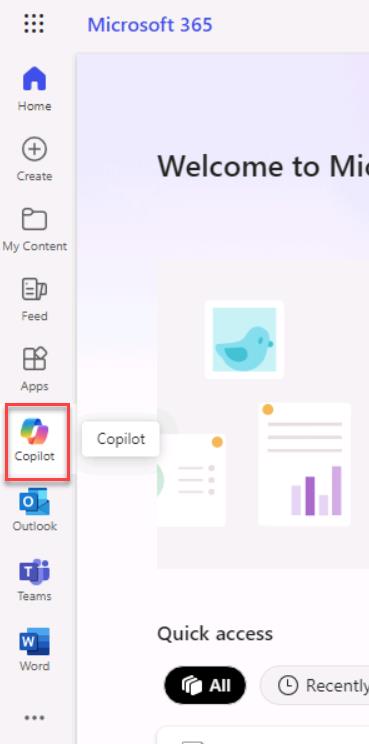 Microsoft 365
Home
Create
My Content
Feed
Apps
Copilot
Copilot
Outlook
Teams
Word
Welcome to Mi
Quick access
All
Recently